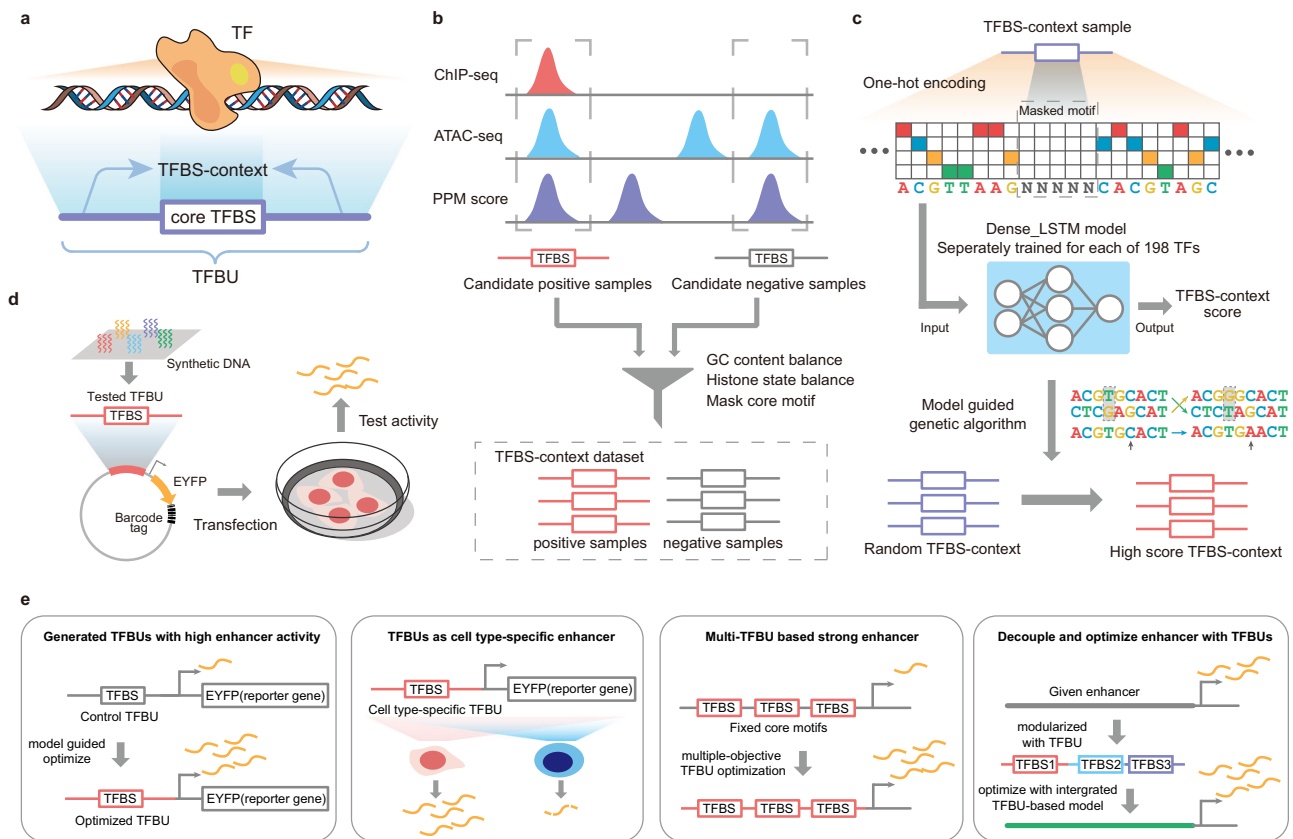 a
TF
TFBS-context
core TFBS
TFBU
b
ChIP-seq
ATAC-seq
PPM score
TFBS
TFBS
Candidate positive samples
Candidate negative samples
GC content balance
Histone state balance
Mask core motif
TFBS-context dataset
positive samples
negative samples
c
TFBS-context sample
One-hot encoding
Masked motif
ACGTTAAGNNNNNCACGTAGC
Dense_LSTM model
Seperately trained for each of 198 TFs
Input
Output
TFBS-context
score
Model guided
genetic algorithm
ACGTGCACT
ACGGGCACT
CTCGAGCAT
CTCTAGCAT
ACGTGCACT
ACGTGAACT
Random TFBS-context
High score TFBS-context
d
Synthetic DNA
Tested TFBU
TFBS
EYFP
Barcode
tag
Transfection
Test activity
e
Generated TFBUs with high enhancer activity
TFBS
EYFP(reporter gene)
Control TFBU
model guided
optimize
TFBS
EYFP(reporter gene)
Optimized TFBU
TFBUs as cell type-specific enhancer
TFBS
EYFP(reporter gene)
Cell type-specific TFBU
Multi-TFBU based strong enhancer
TFBS TFBS TFBS
Fixed core motifs
multiple-objective
TFBU optimization
TFBS TFBS TFBS
Decouple and optimize enhancer with TFBUs
Given enhancer
modularized
with TFBU
TFBS1 TFBS2 TFBS3
optimize with intergrated
TFBU-based model